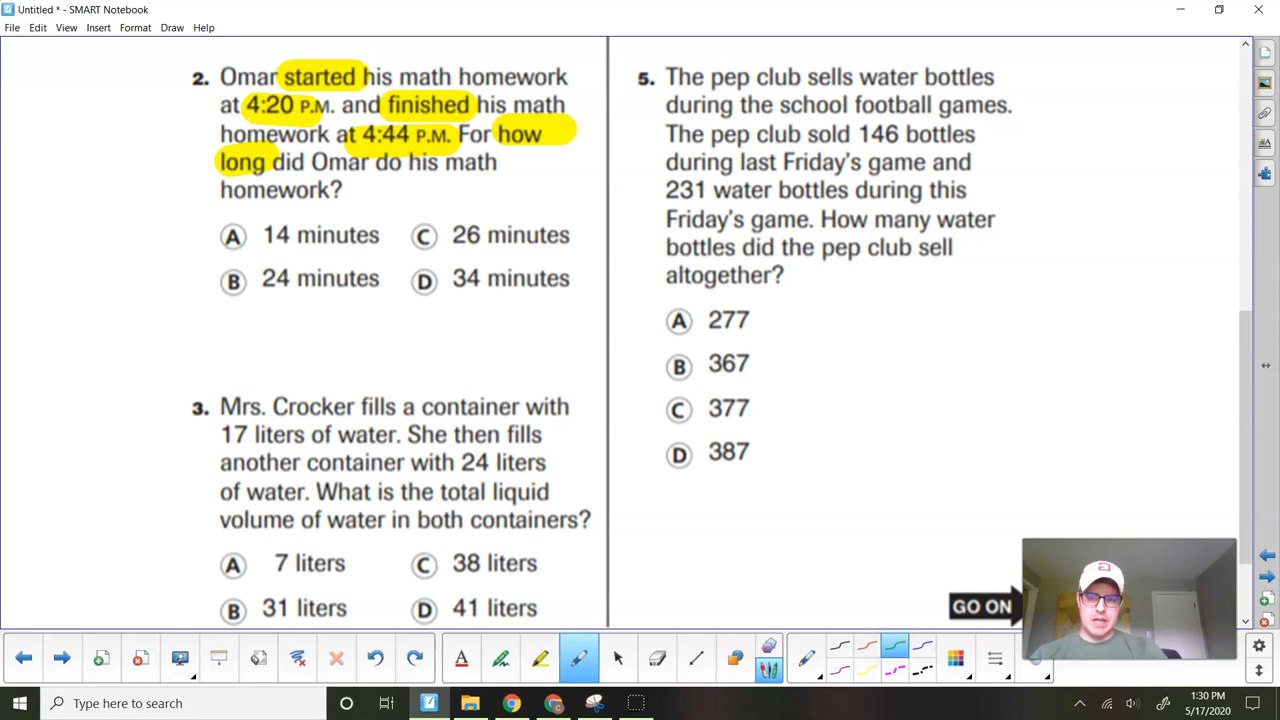 Untitled * - SMART Notebook
File Edit View Insert Format Draw Help
2. Omar started his math homework
at 4:20 P.M. and finished his math
homework at 4:44 P.M. For how
long did Omar do his math
homework?
A 14 minutes C 26 minutes
B 24 minutes D 34 minutes
3. Mrs. Crocker fills a container with
17 liters of water. She then fills
another container with 24 liters
of water. What is the total liquid
volume of water in both containers?
A 7 liters C 38 liters
B 31 liters D 41 liters
5. The pep club sells water bottles
during the school football games.
The pep club sold 146 bottles
during last Friday's game and
231 water bottles during this
Friday's game. How many water
bottles did the pep club sell
altogether?
A 277
B 367
C 377
D 387
GO ON
Type here to search
1:30 PM
5/17/2020